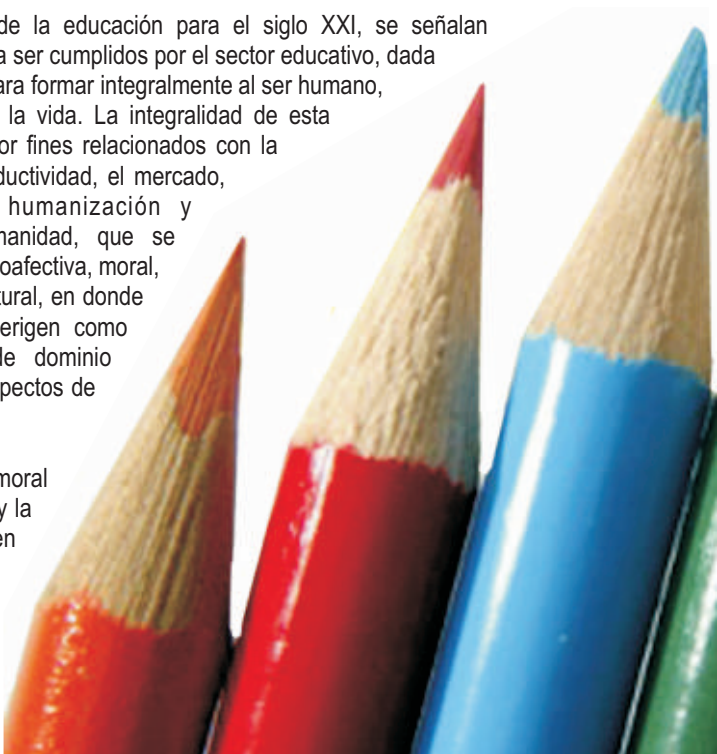 de la educación para el siglo XXI, se señalan
a ser cumplidos por el sector educativo, dada
ara formar integralmente al ser humano,
la vida. La integralidad de esta
or fines relacionados con la
ductividad, el mercado,
humanización y
manidad, que se
oafectiva, moral,
tural, en donde
erigen como
de dominio
pectos de
moral
y la
en